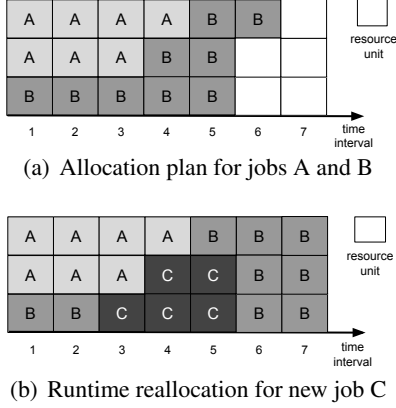 A A A A B B
A A A B B
B B B B B
resource
unit
1 2 3 4 5 6 7 time
interval
(a) Allocation plan for jobs A and B
A A A A B B B
A A A C C B B
B B C C C B B
resource
unit
1 2 3 4 5 6 7 time
interval
(b) Runtime reallocation for new job C